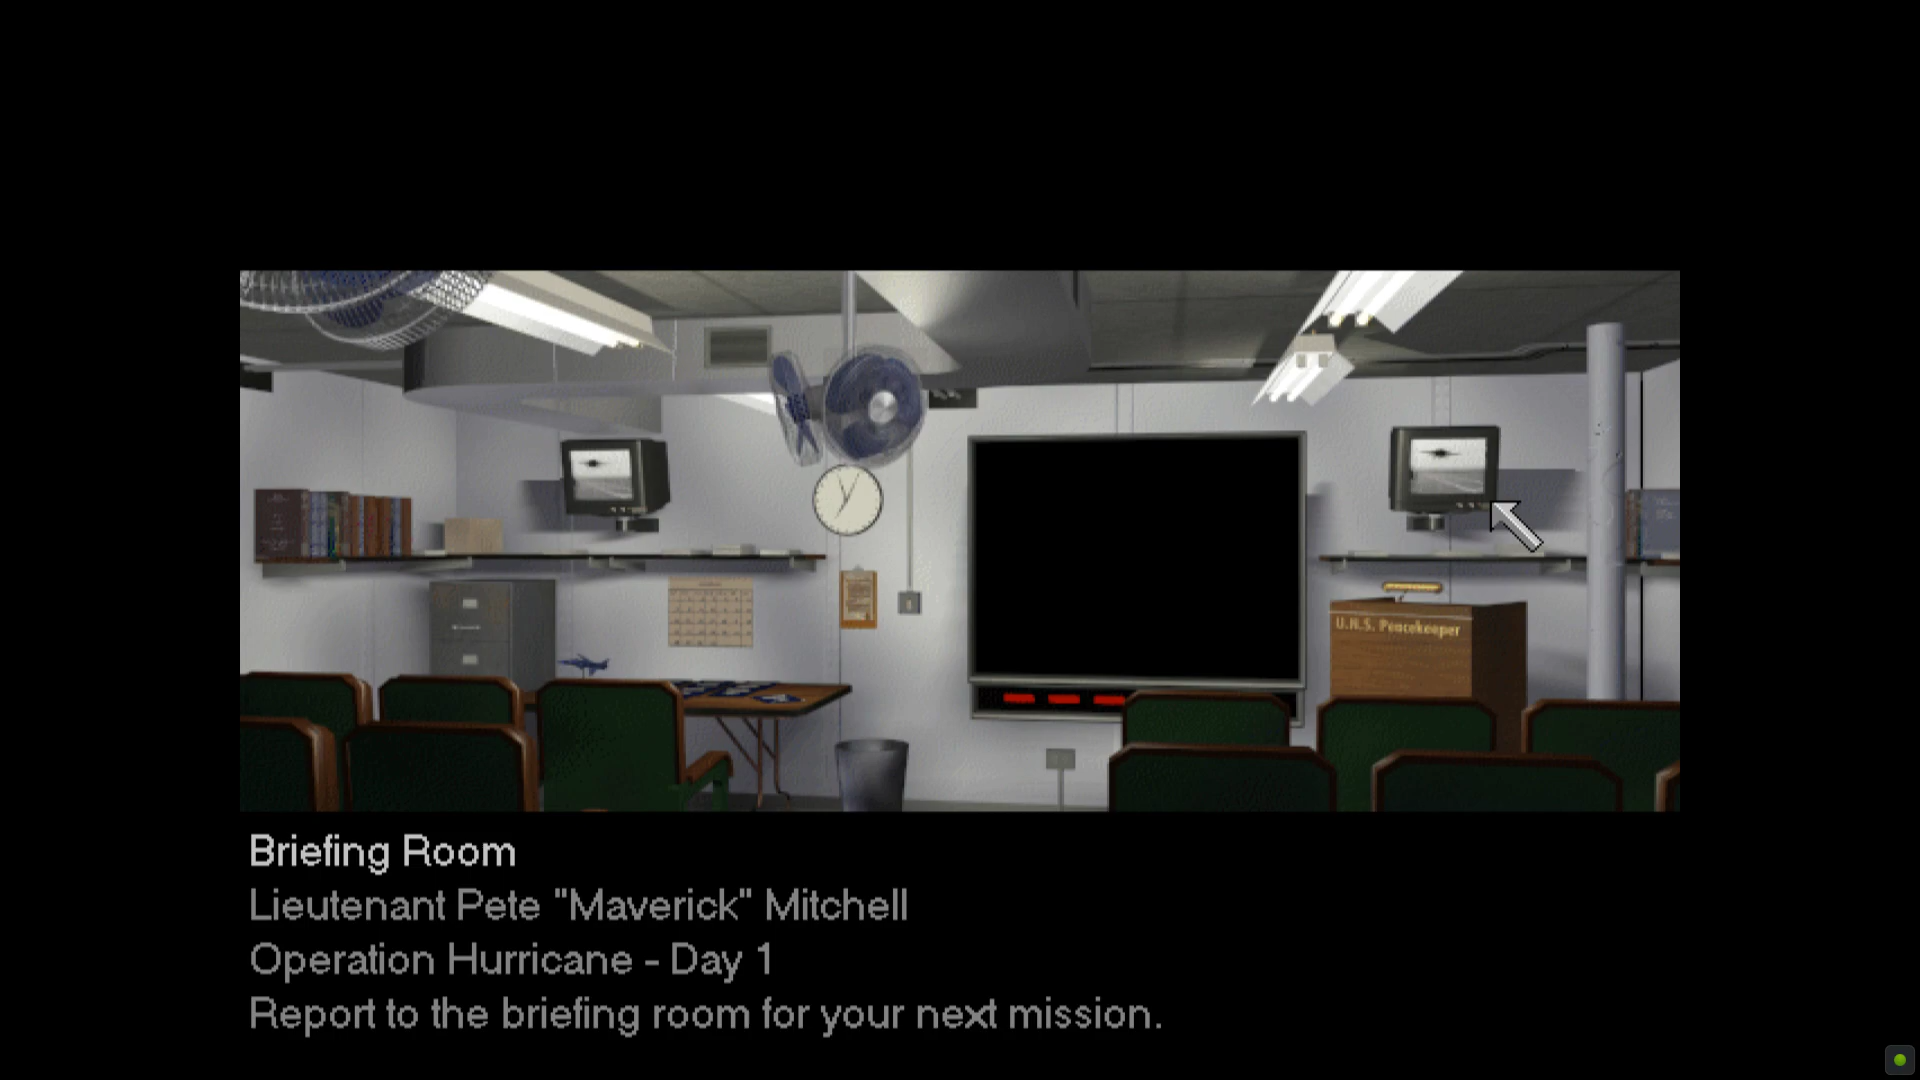 U.N.S. Peacekeeper
Briefing Room
Lieutenant Pete "Maverick" Mitchell
Operation Hurricane - Day 1
Report to the briefing room for your next mission.